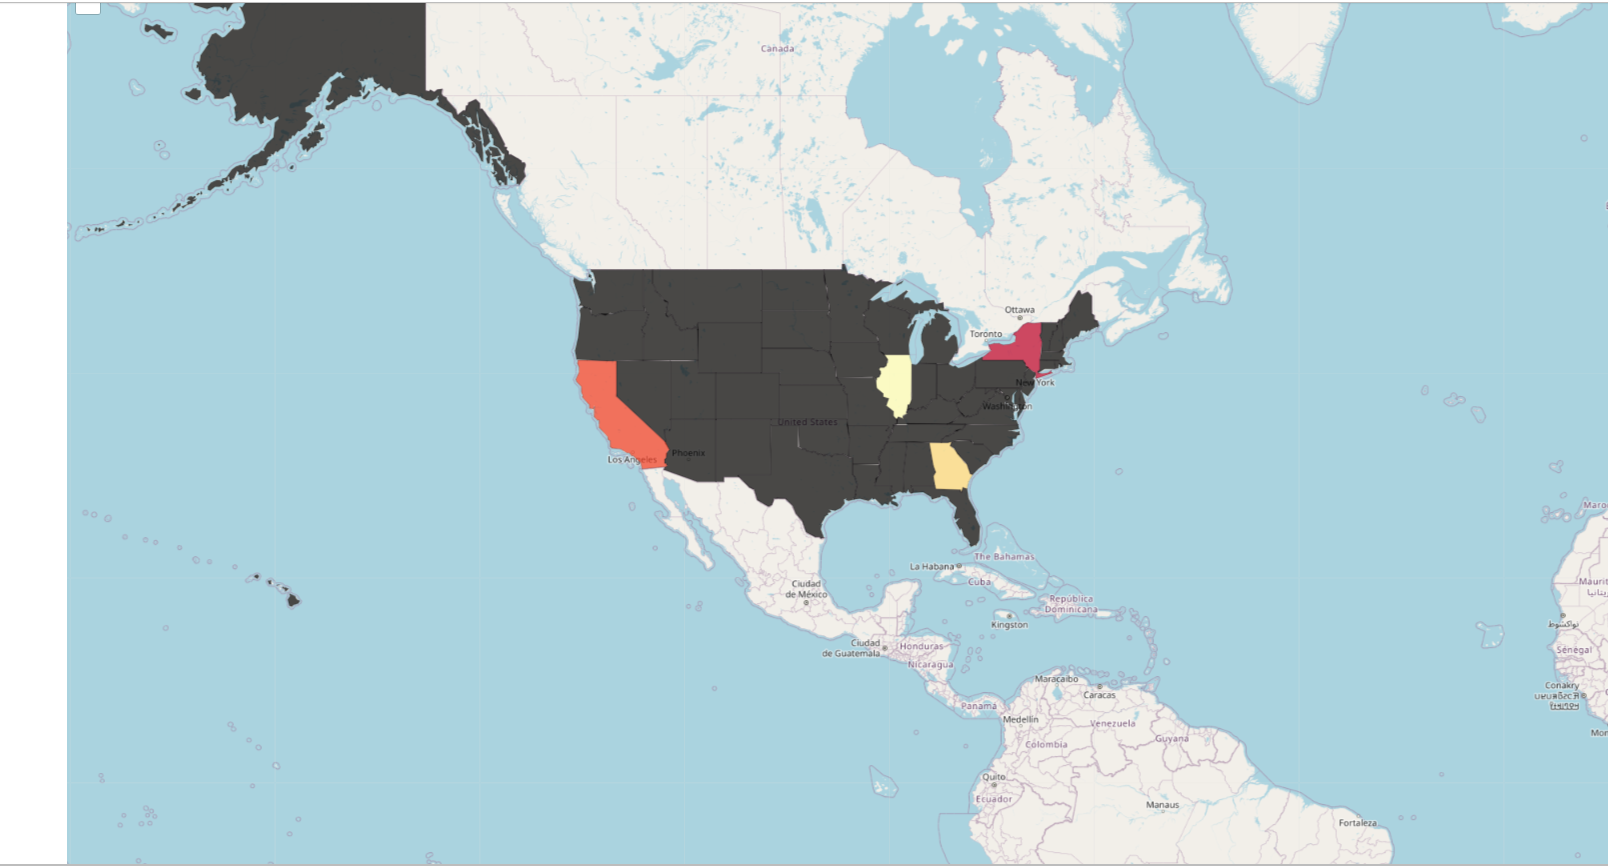 Canada
Ottawa
Toronto
New York
Washington
United States
Phoenix
Los Angeles
The Bahamas
La Habana
Cuba
Ciudad
de México
República
Dominicana
Kingston
Ciudad
de Guatemala
Honduras
Nicaragua
Maracaibo
Caracas
Panamá
Medellín
Venezuela
Guyana
Colombia
Quito
Ecuador
Manaus
Fortaleza
Maro
Maurit
نواكشوط
Sénégal
Conakry
Mon